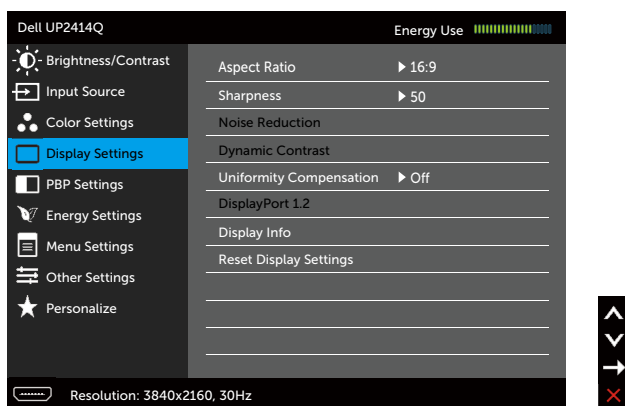 Dell UP2414Q
Energy Use
Brightness/Contrast
Input Source
Color Settings
Display Settings
PBP Settings
Energy Settings
Menu Settings
Other Settings
Personalize
Aspect Ratio 16:9
Sharpness 50
Noise Reduction
Dynamic Contrast
Uniformity Compensation Off
DisplayPort 1.2
Display Info
Reset Display Settings
Resolution: 3840x2160, 30Hz